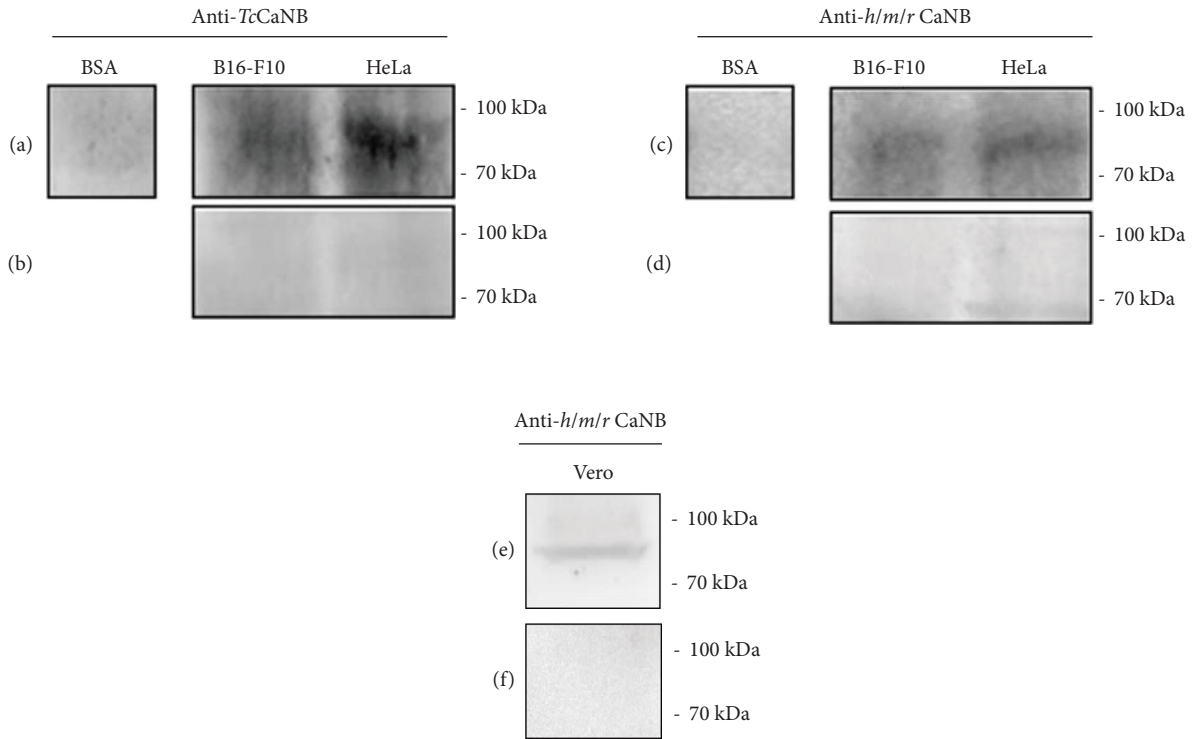 Anti-TcCaNB
Anti-h/m/r CaNB
BSA B16-F10 HeLa
BSA B16-F10 HeLa
(a) - 100 kDa
- 70 kDa
(c) - 100 kDa
- 70 kDa
(b) - 100 kDa
- 70 kDa
(d) - 100 kDa
- 70 kDa
Anti-h/m/r CaNB
Vero
(e) - 100 kDa
- 70 kDa
(f) - 100 kDa
- 70 kDa